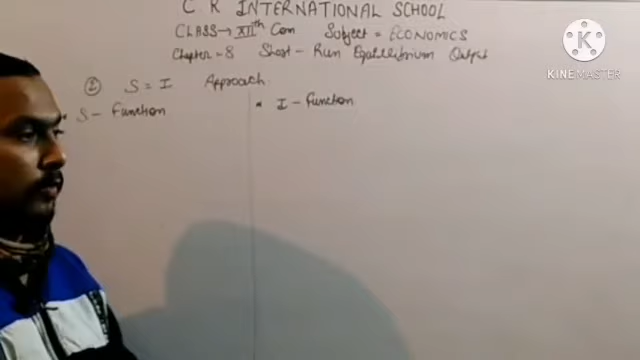 C R INTERNATIONAL SCHOOL
CLASS → XIIth Com Subject = ECONOMICS
Chapter - 8 Short - Run Equilibrium Output
② S = I Approach
• S - Function
• I - Function
KINEMASTER